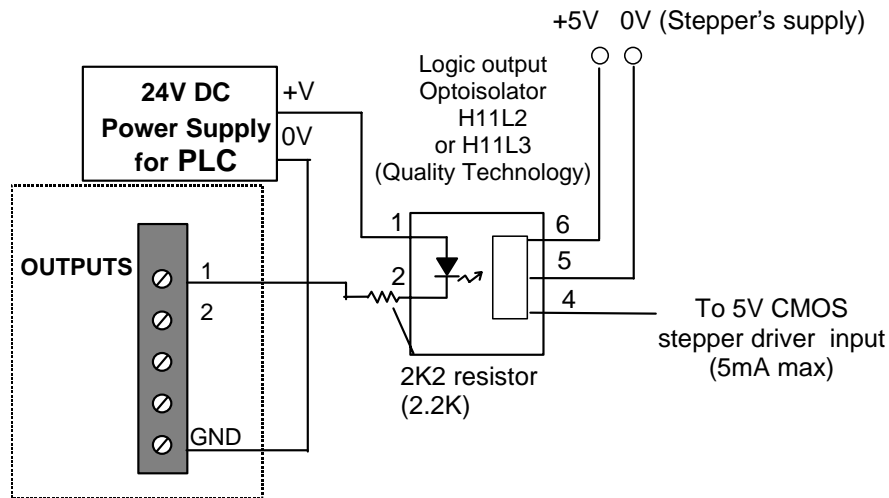 +5V 0V (Stepper's supply)
24V DC
Power Supply
for PLC
+V
0V
Logic output
Optoisolator
H11L2
or H11L3
(Quality Technology)
OUTPUTS
1
2
GND
1
2
6
5
4
2K2 resistor
(2.2K)
To 5V CMOS
stepper driver input
(5mA max)